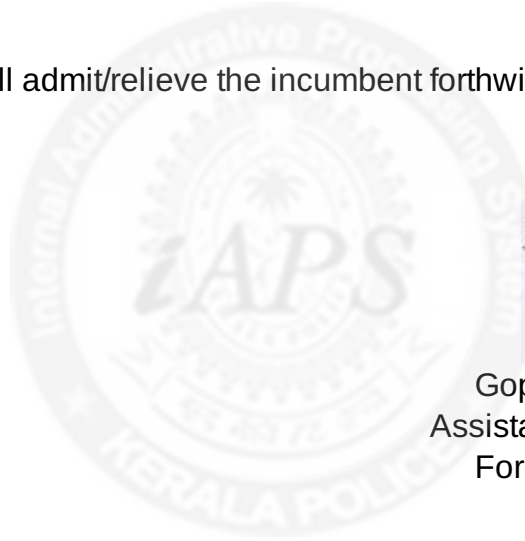 ll admit/relieve the incumbent forthwi
Internal Administrative Processing System
iAPS
KERALA POLICE
Gop
Assista
For